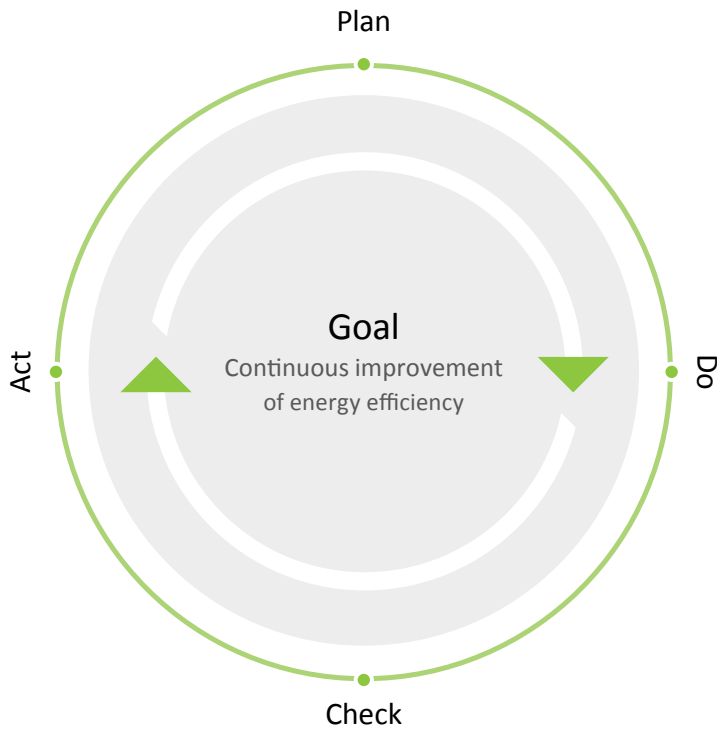 Plan
Act
Goal
Continuous improvement
of energy efficiency
Do
Check